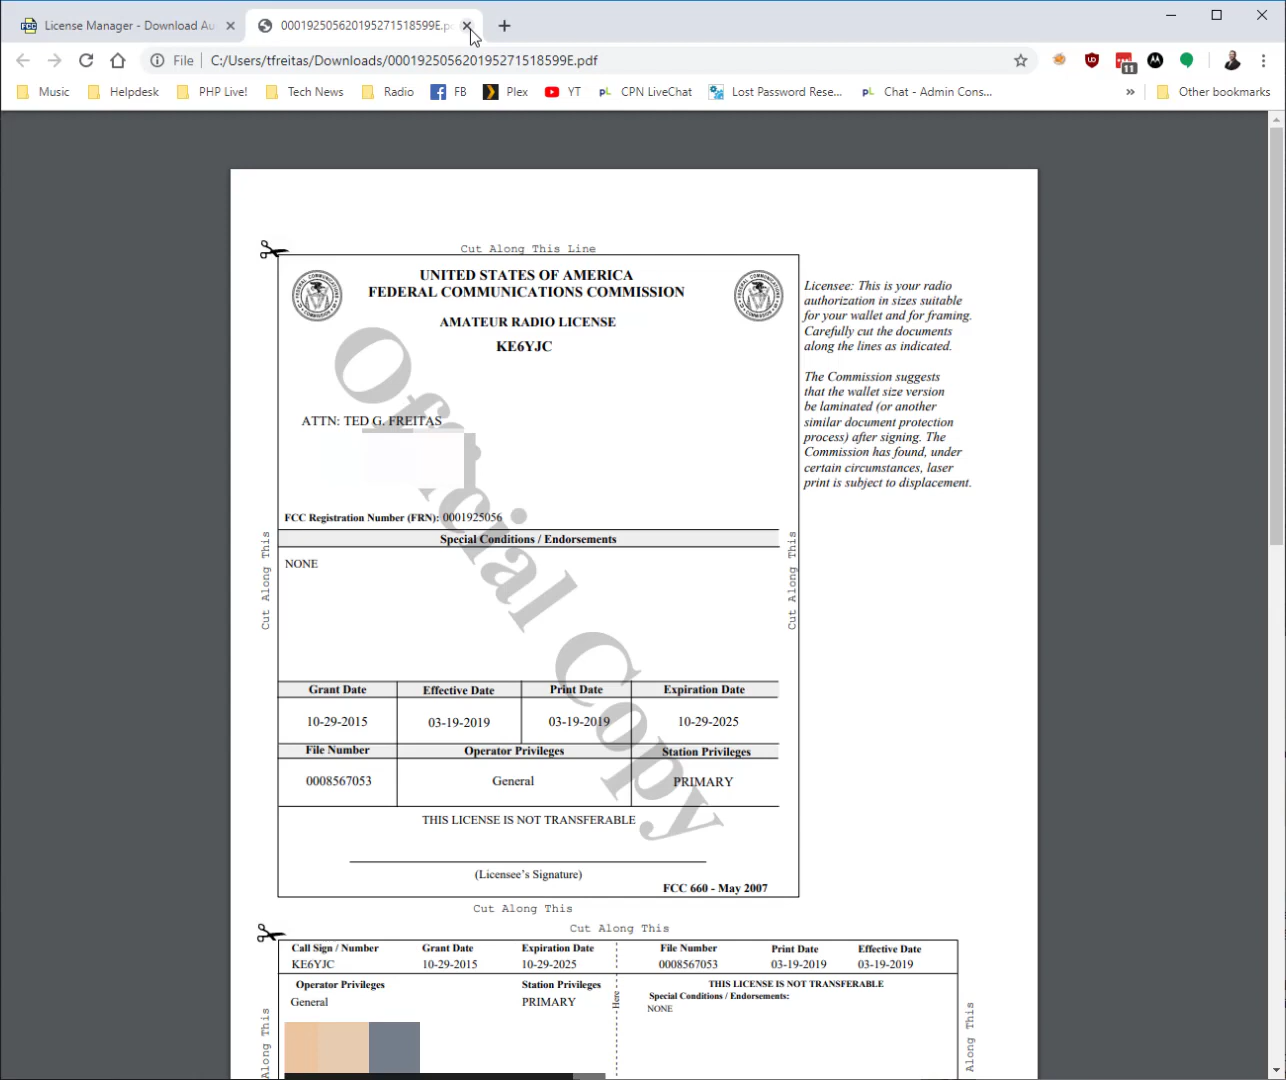 License Manager - Download Au
00019250562019527151​8599E.p
File C:/Users/tfreitas/Downloads/000192505620195271518599E.pdf
11
Music Helpdesk PHP Live! Tech News Radio FB Plex YT CPN LiveChat Lost Password Rese... Chat - Admin Cons... » Other bookmarks
Cut Along This Line
UNITED STATES OF AMERICA
FEDERAL COMMUNICATIONS COMMISSION
AMATEUR RADIO LICENSE
KE6YJC
Licensee: This is your radio
authorization in sizes suitable
for your wallet and for framing.
Carefully cut the documents
along the lines as indicated.
The Commission suggests
that the wallet size version
be laminated (or another
similar document protection
process) after signing. The
Commission has found, under
certain circumstances, laser
print is subject to displacement.
Official Copy
ATTN: TED G. FREITAS
FCC Registration Number (FRN): 0001925056
Special Conditions / Endorsements
NONE
Cut Along This
Cut Along This
Grant Date Effective Date Print Date Expiration Date
10-29-2015 03-19-2019 03-19-2019 10-29-2025
File Number Operator Privileges Station Privileges
0008567053 General PRIMARY
THIS LICENSE IS NOT TRANSFERABLE
(Licensee's Signature)
FCC 660 - May 2007
Cut Along This
Cut Along This
Call Sign / Number Grant Date Expiration Date File Number Print Date Effective Date
KE6YJC 10-29-2015 10-29-2025 0008567053 03-19-2019 03-19-2019
Operator Privileges Station Privileges THIS LICENSE IS NOT TRANSFERABLE
General PRIMARY Special Conditions / Endorsements:
NONE
Here
Along This
Along This